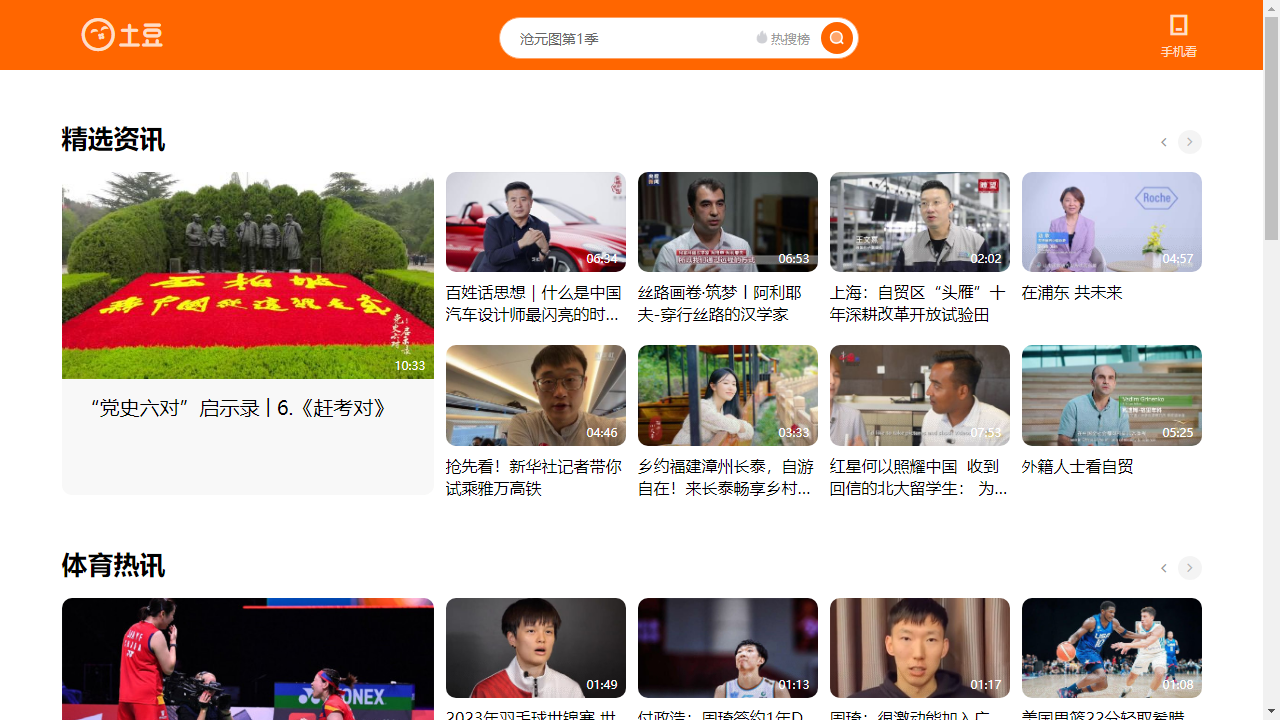 土豆
沧元图第1季
热搜榜
手机看
精选资讯
10:33
“党史六对”启示录 | 6.《赶考对》
06:34
百姓话思想｜什么是中国
汽车设计师最闪亮的时...
06:53
丝路画卷·筑梦丨阿利耶
夫-穿行丝路的汉学家
02:02
上海：自贸区“头雁”十
年深耕改革开放试验田
Roche
04:57
在浦东 共未来
04:46
抢先看！新华社记者带你
试乘雅万高铁
03:33
乡约福建漳州长泰，自游
自在！来长泰畅享乡村...
07:53
红星何以照耀中国 收到
回信的北大留学生： 为...
05:25
外籍人士看自贸
体育热讯
YONEX
01:49
2023年羽毛球世锦赛 世
01:13
付政浩：周琦签约1年D
01:17
周琦：很激动能加入广
01:08
美国男篮22分轻取希腊